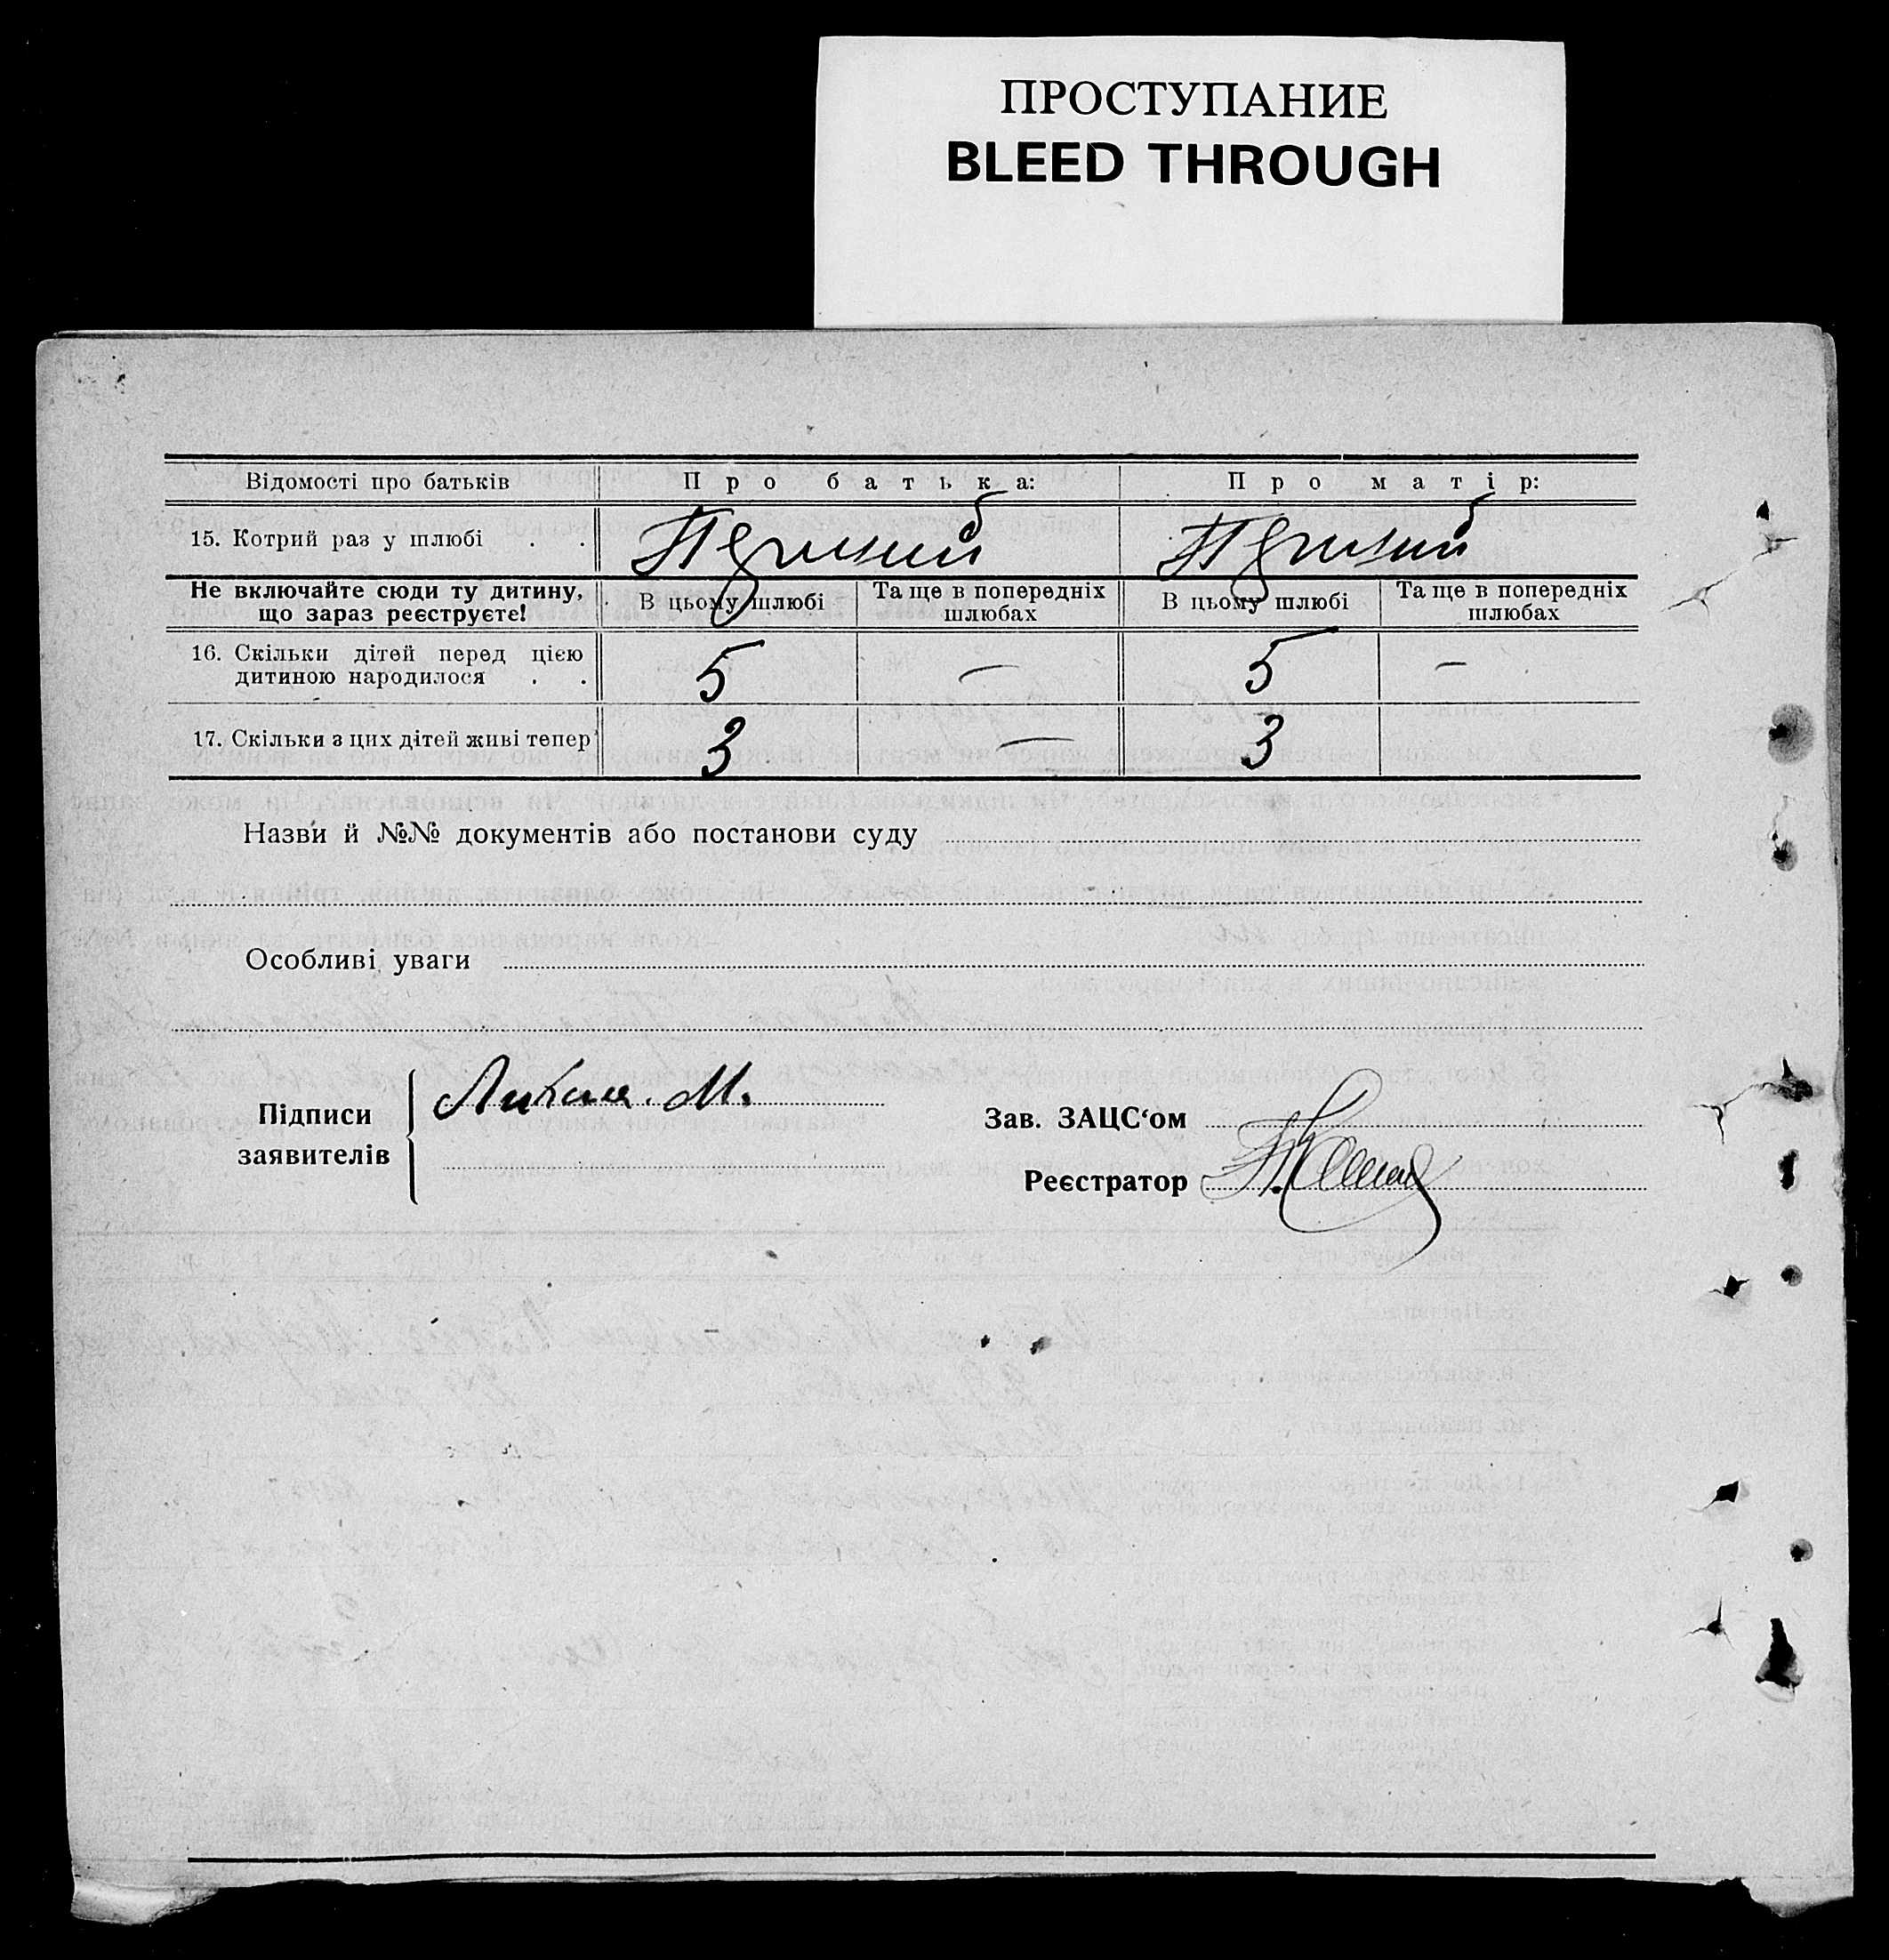 ПРОСТУПАНИЕ
BLEED THROUGH
Відомості про батьків Про батька: Про матір:
15. Котрий раз у шлюбі . . Перший Перший
Не включайте сюди ту дитину, що зараз реєструєте! В цьому шлюбі Та ще в попередніх шлюбах В цьому шлюбі Та ще в попередніх шлюбах
16. Скільки дітей перед цією дитиною народилося . . 5 — 5 —
17. Скільки з цих дітей живі тепер 3 — 3
Назви й №№ документів або постанови суду
Особливі уваги
Підписи заявителів
М.
Зав. ЗАЦС‘ом
Реєстратор